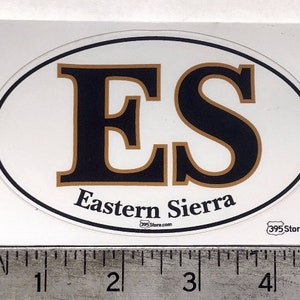 ES
Eastern Sierra
395Store.com
395Store
1 2 3 4